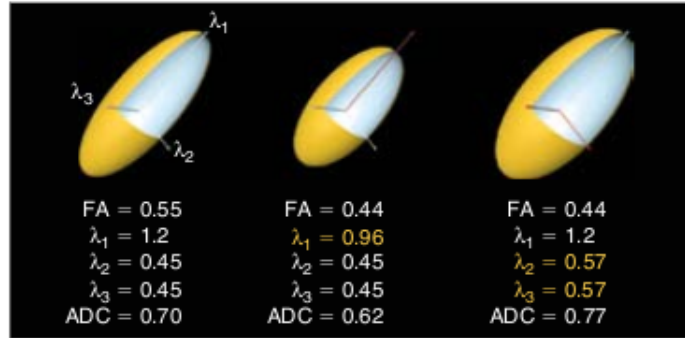 λ1
λ3
λ2
FA = 0.55
λ1 = 1.2
λ2 = 0.45
λ3 = 0.45
ADC = 0.70
FA = 0.44
λ1 = 0.96
λ2 = 0.45
λ3 = 0.45
ADC = 0.62
FA = 0.44
λ1 = 1.2
λ2 = 0.57
λ3 = 0.57
ADC = 0.77